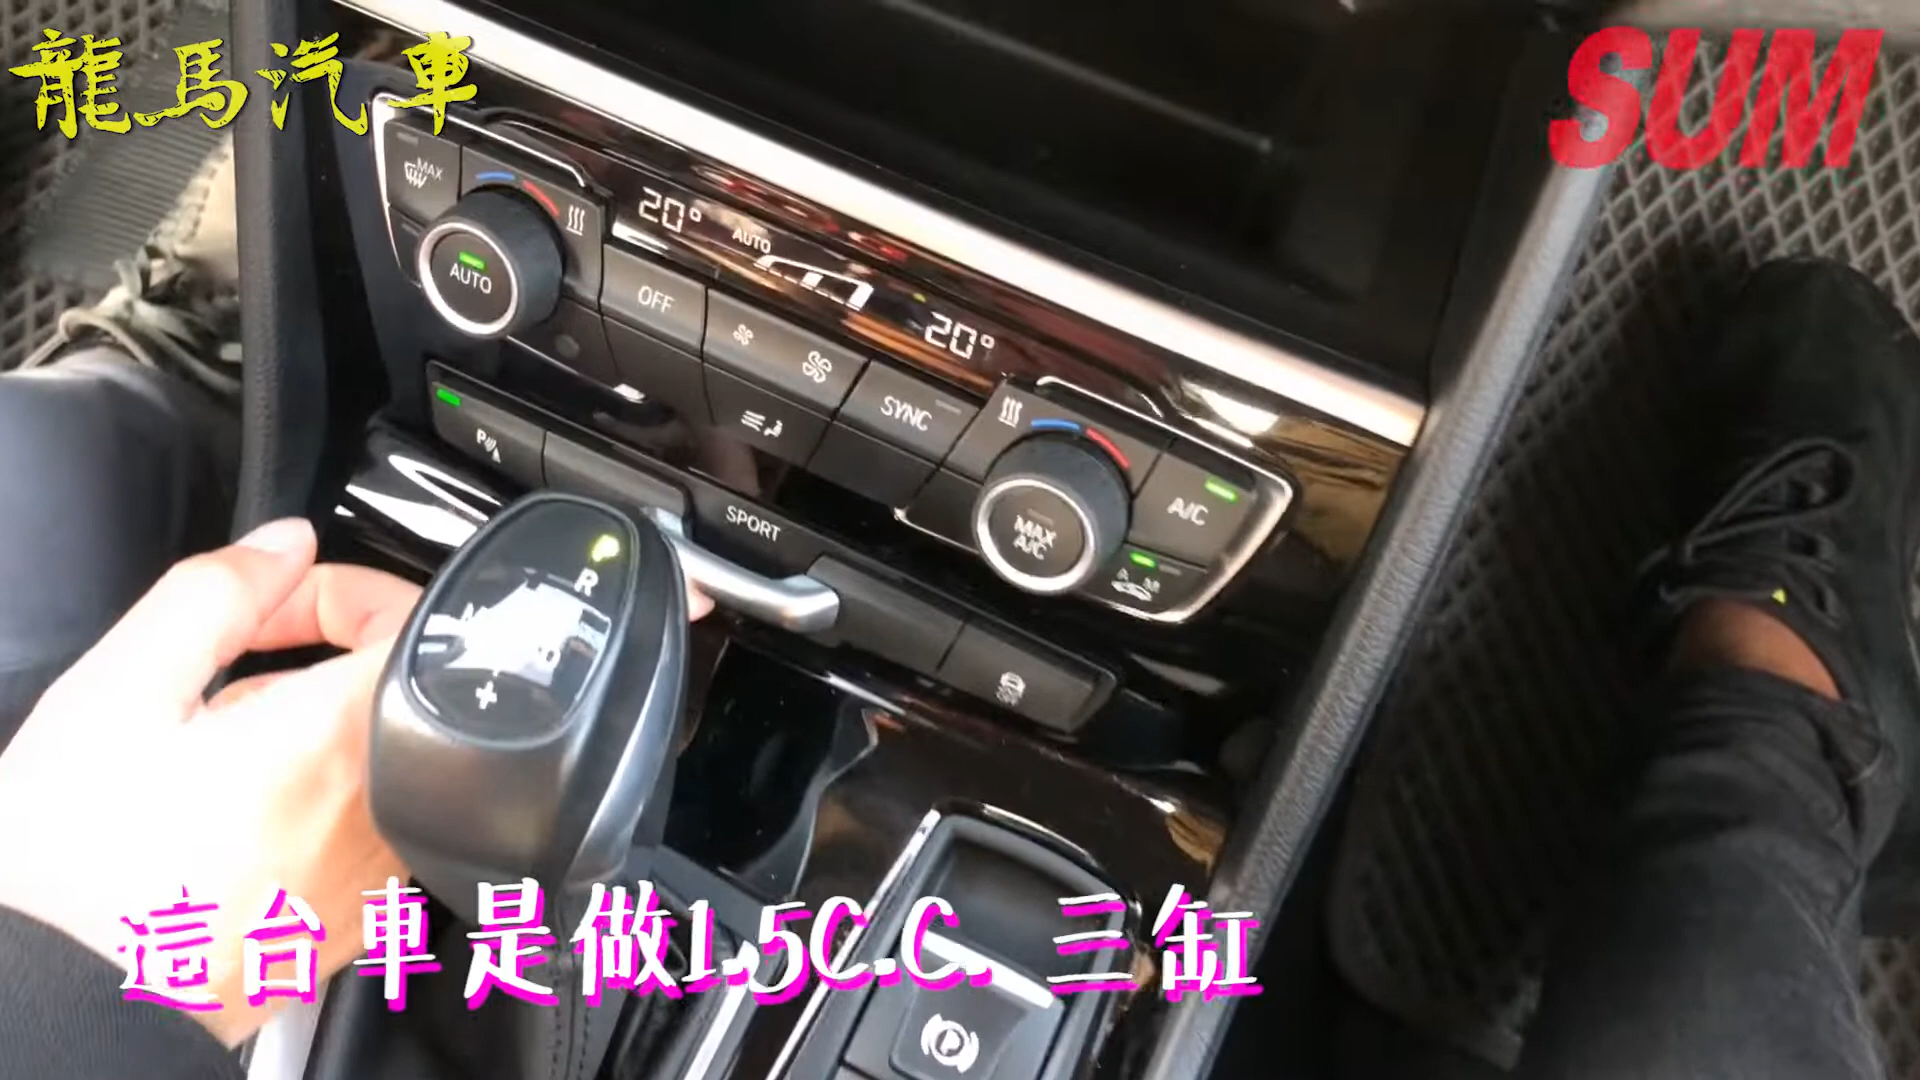 龍馬汽車
SUM
MAX
20°
AUTO
AUTO
OFF
20°
SYNC
P
SPORT
MAX
A/C
A/C
P
R
+
這台車是做1.5C.C. 三缸
P